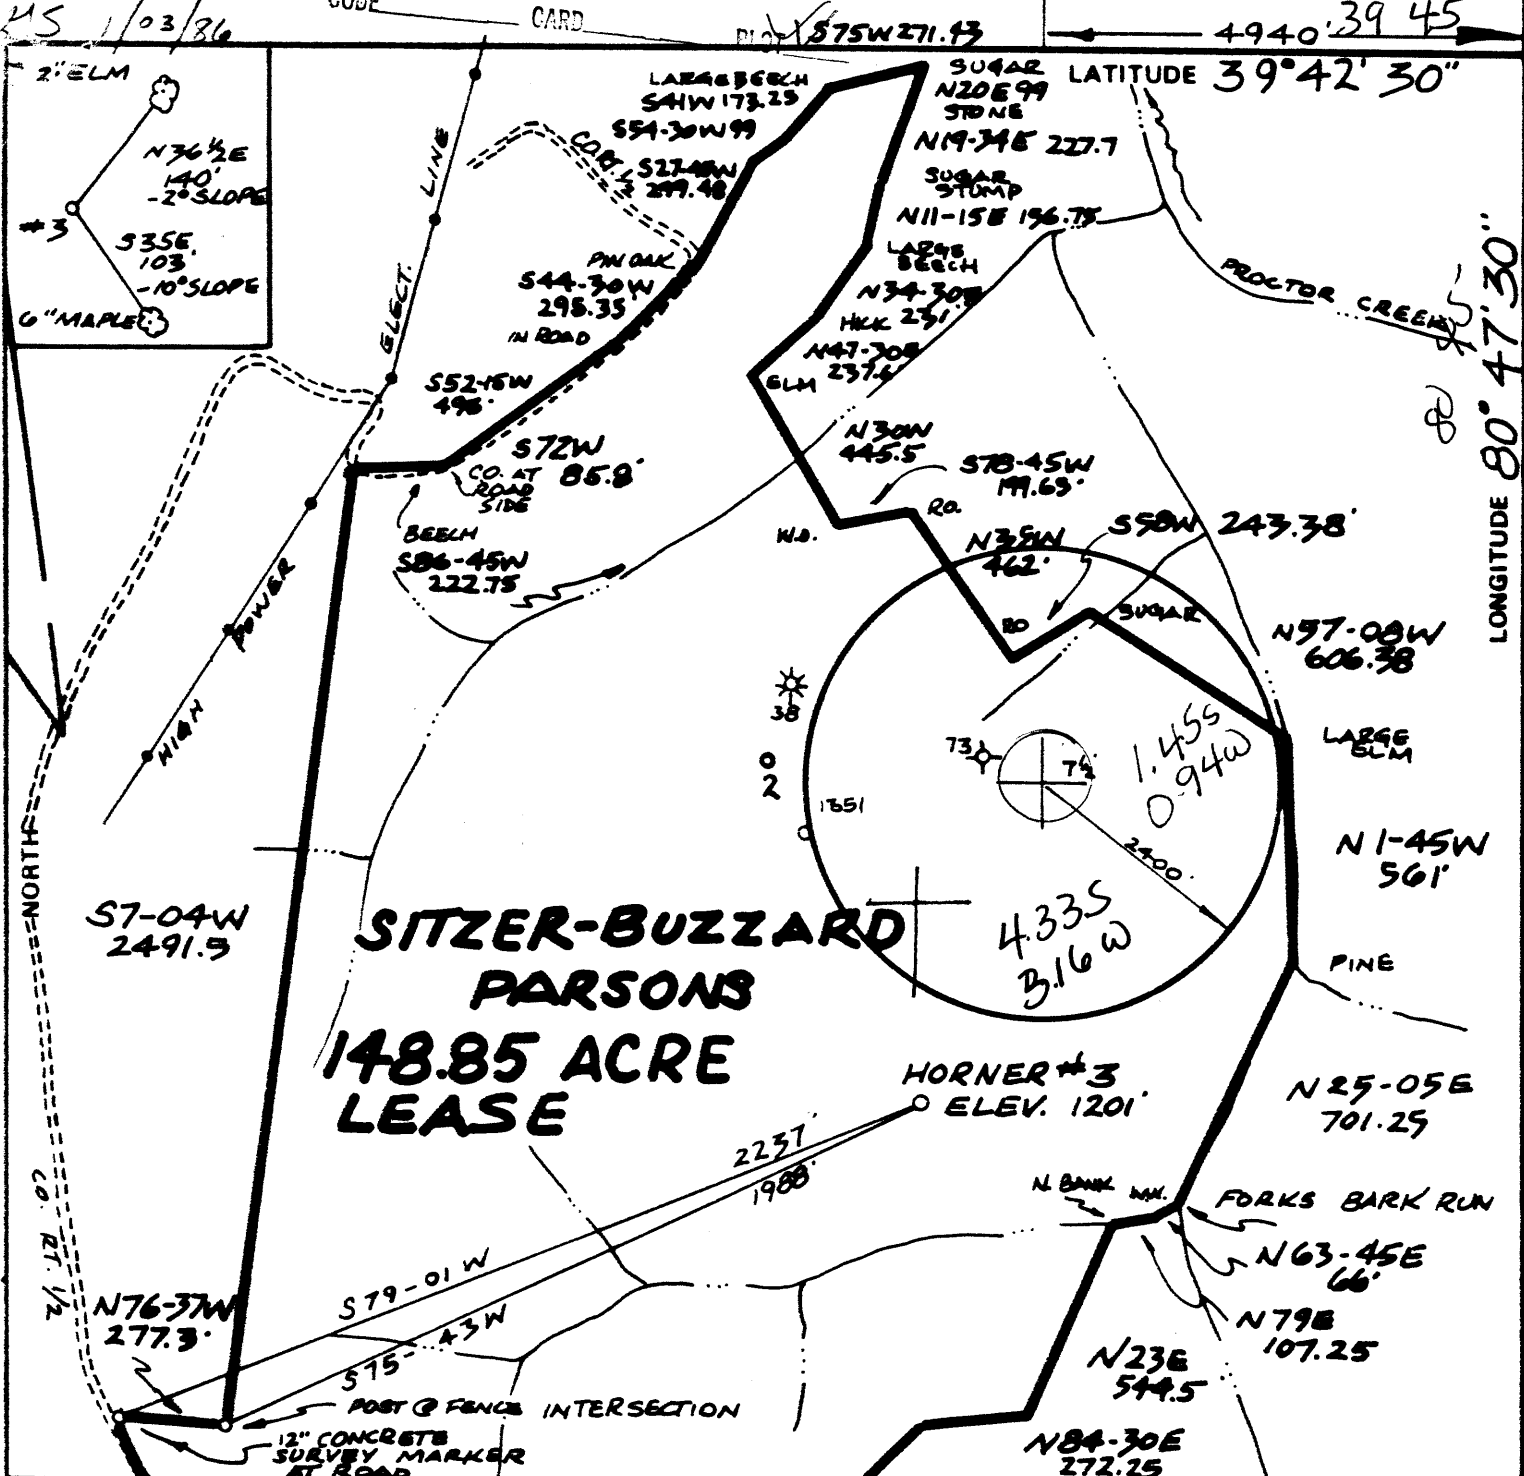 1/03/86
CODE
CARD
PLOT
S75W 271.43
4940'
39 45
LATITUDE 39°42'30"
2" ELM
N36½E
140'
-2° SLOPE
#3
S35E
103'
-10° SLOPE
6" MAPLE
LARGE BEECH
S41W 173.25
S54-30W 99
299.48
SUGAR
N20E 99
STONE
N19-34E 227.7
SUGAR
STUMP
N11-15E 156.75
LARGE
BEECH
N34-30E
231'
HICK
N47-30E
237.6
ELM
PIN OAK
S44-30W
295.35'
IN ROAD
S52-15W
495'
S72W
85.8'
CO. AT
ROAD
SIDE
BEECH
S86-45W
222.75
ELECT. LINE
HIGH POWER
PROCTOR CREEK
LONGITUDE 80°47'30"
N30W
445.5
S78-45W
199.63'
R.O.
W.O.
N35W
462'
S58W 243.38'
RO
SUGAR
N57-08W
606.38
LARGE
ELM
38
2
1351
73
7½'
1.45S
0.94W
2400'
4.33S
3.16W
N1-45W
561'
PINE
NORTH
S7-04W
2491.5
SITZER-BUZZARD
PARSONS
148.85 ACRE
LEASE
HORNER #3
ELEV. 1201'
N25-05E
701.25
2237'
1988'
S79-01W
S75-43W
N. BANK
FORKS BARK RUN
N63-45E
66'
N79E
107.25
CO. RT. 1/2
N76-37W
277.3'
POST @ FENCE INTERSECTION
12" CONCRETE
SURVEY MARKER
AT ROAD
N23E
544.5
N84-30E
272.25